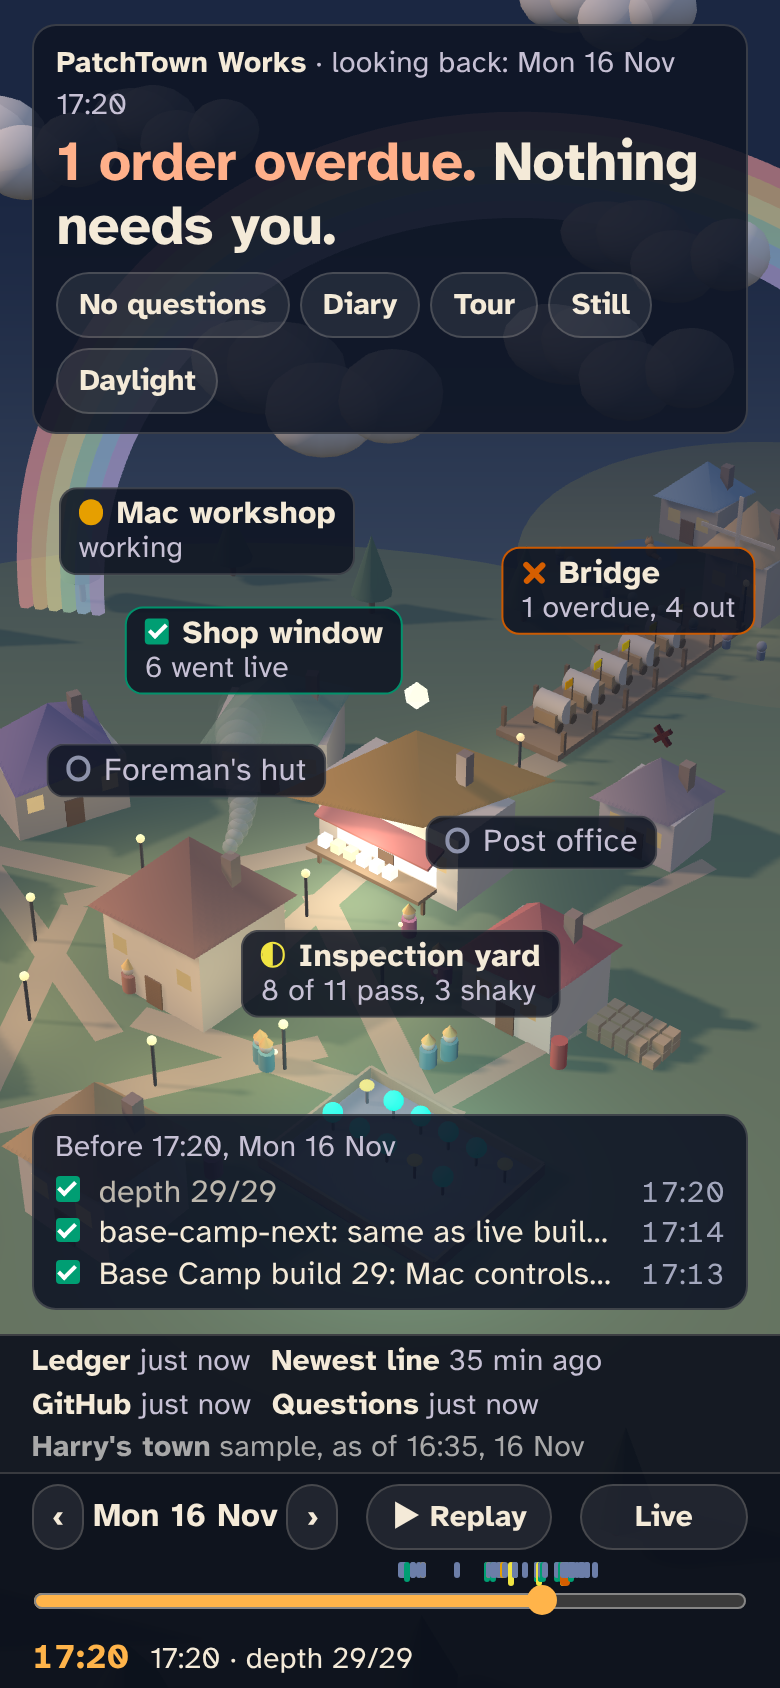 PatchTown Works · looking back: Mon 16 Nov
17:20
1 order overdue. Nothing
needs you.
No questions
Diary
Tour
Still
Daylight
Mac workshop
working
Bridge
1 overdue, 4 out
Shop window
6 went live
Foreman's hut
Post office
Inspection yard
8 of 11 pass, 3 shaky
Before 17:20, Mon 16 Nov
depth 29/29 17:20
base-camp-next: same as live buil... 17:14
Base Camp build 29: Mac controls... 17:13
Ledger just now Newest line 35 min ago
GitHub just now Questions just now
Harry's town sample, as of 16:35, 16 Nov
‹ Mon 16 Nov › ▶ Replay Live
17:20 17:20 · depth 29/29